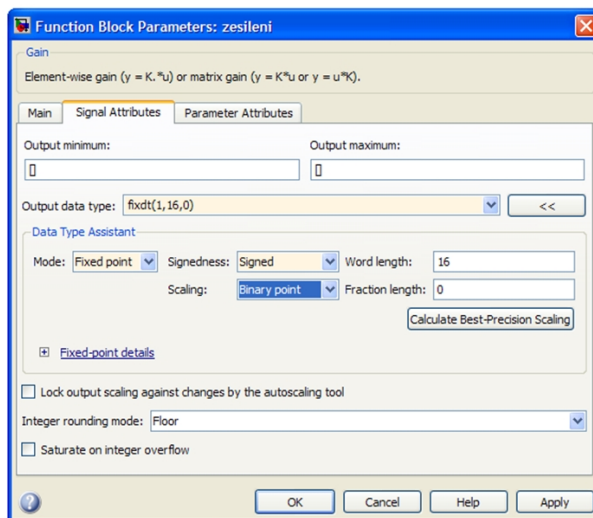 Function Block Parameters: zesileni
Gain
Element-wise gain (y = K.*u) or matrix gain (y = K*u or y = u*K).
Main Signal Attributes Parameter Attributes
Output minimum: Output maximum:
[] []
Output data type: fixdt(1,16,0) <<
Data Type Assistant
Mode: Fixed point Signedness: Signed Word length: 16
Scaling: Binary point Fraction length: 0
Calculate Best-Precision Scaling
+ Fixed-point details
Lock output scaling against changes by the autoscaling tool
Integer rounding mode: Floor
Saturate on integer overflow
? OK Cancel Help Apply